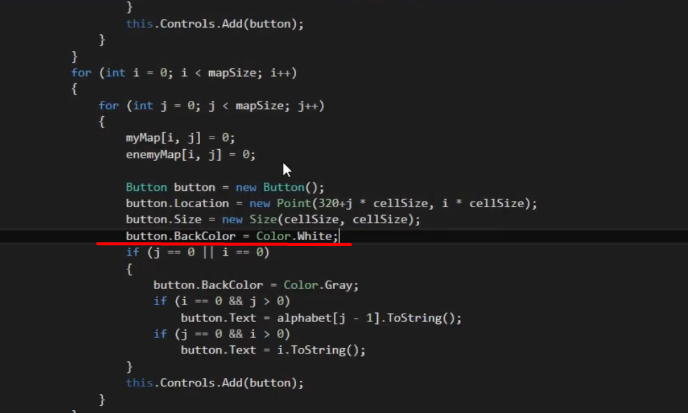 }
this.Controls.Add(button);
}
}
for (int i = 0; i < mapSize; i++)
{
for (int j = 0; j < mapSize; j++)
{
myMap[i, j] = 0;
enemyMap[i, j] = 0;
Button button = new Button();
button.Location = new Point(320+j * cellSize, i * cellSize);
button.Size = new Size(cellSize, cellSize);
button.BackColor = Color.White;
if (j == 0 || i == 0)
{
button.BackColor = Color.Gray;
if (i == 0 && j > 0)
button.Text = alphabet[j - 1].ToString();
if (j == 0 && i > 0)
button.Text = i.ToString();
}
this.Controls.Add(button);
}
}